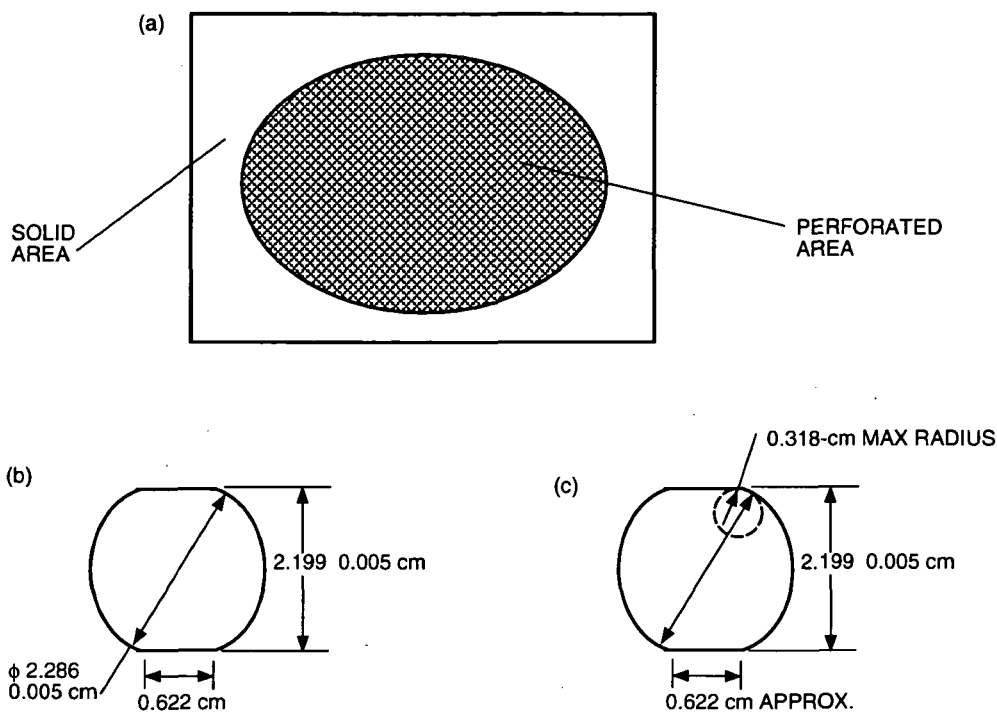 (a)
SOLID
AREA
PERFORATED
AREA
(b)
2.199 0.005 cm
φ 2.286
0.005 cm
0.622 cm
(c)
0.318-cm MAX RADIUS
2.199 0.005 cm
0.622 cm APPROX.